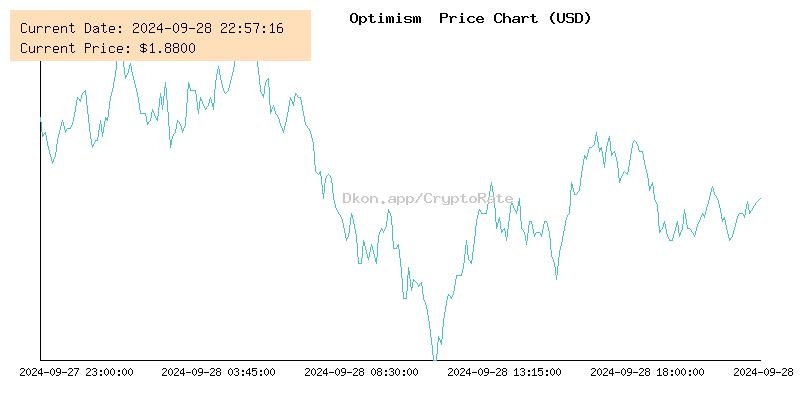 Optimism  Price Chart (USD)
Current Date: 2024-09-28 22:57:16
Current Price: $1.8800
Dkon.app/CryptoRate
2024-09-27 23:00:00 2024-09-28 03:45:00 2024-09-28 08:30:00 2024-09-28 13:15:00 2024-09-28 18:00:00 2024-09-28